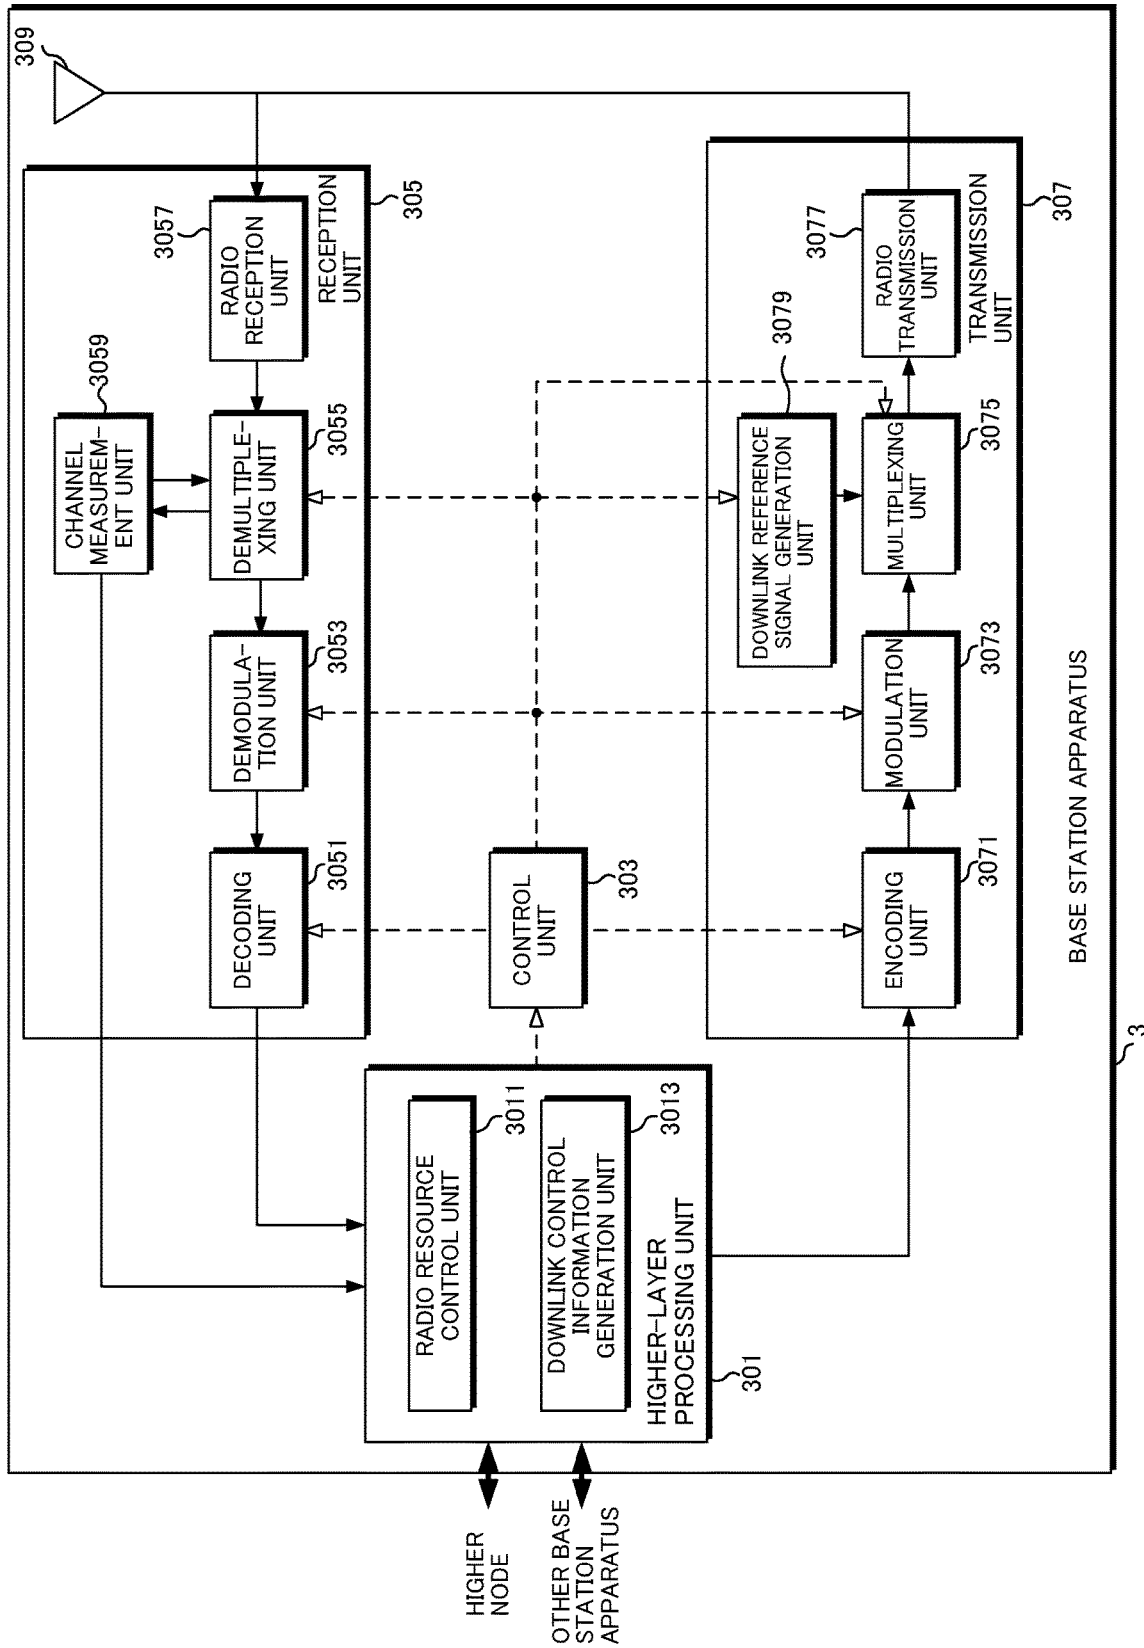 309
3057
RADIO
RECEPTION
UNIT
RECEPTION
UNIT
305
3059
CHANNEL
MEASUREM-
ENT UNIT
3055
DEMULTIPLE-
XING UNIT
3053
DEMODULA-
TION UNIT
3051
DECODING
UNIT
303
CONTROL
UNIT
3077
RADIO
TRANSMISSION
UNIT
TRANSMISSION
UNIT
307
3079
DOWNLINK REFERENCE
SIGNAL GENERATION
UNIT
3075
MULTIPLEXING
UNIT
3073
MODULATION
UNIT
3071
ENCODING
UNIT
3011
RADIO RESOURCE
CONTROL UNIT
3013
DOWNLINK CONTROL
INFORMATION
GENERATION UNIT
HIGHER-LAYER
PROCESSING UNIT
301
BASE STATION APPARATUS
3
HIGHER
NODE
OTHER BASE
STATION
APPARATUS